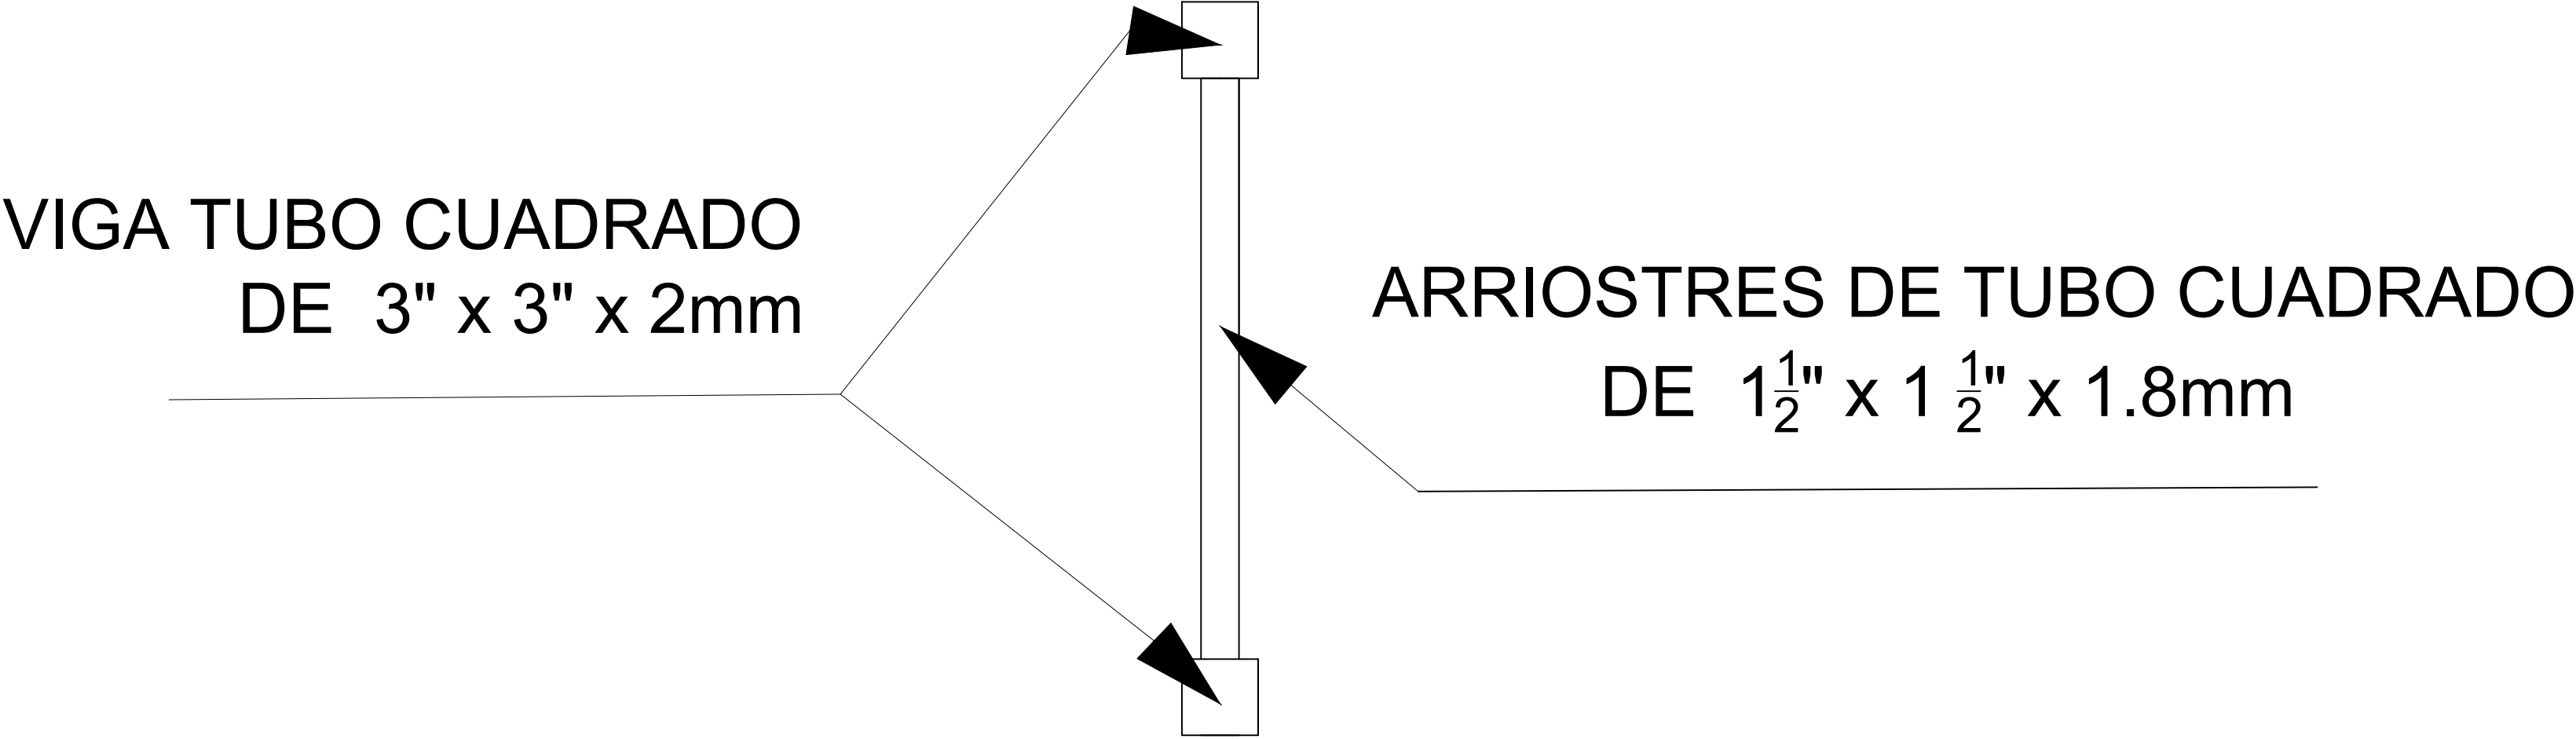 VIGA TUBO CUADRADO
DE 3" x 3" x 2mm
ARRIOSTRES DE TUBO CUADRADO
DE 1½" x 1 ½" x 1.8mm